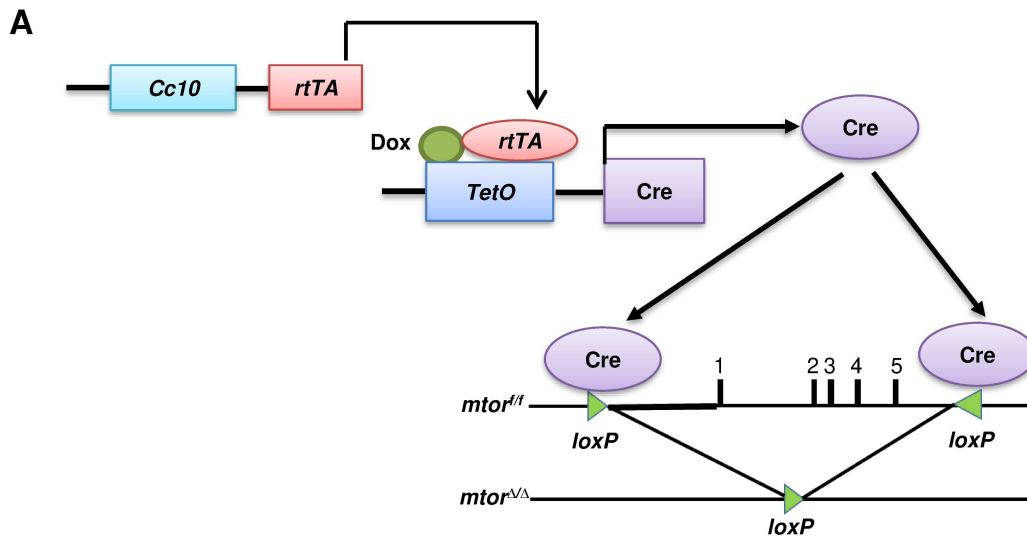 A
Cc10
rtTA
Dox
rtTA
TetO
Cre
Cre
Cre
Cre
1
2
3
4
5
mtor^f/f
loxP
loxP
mtor^Δ/Δ
loxP